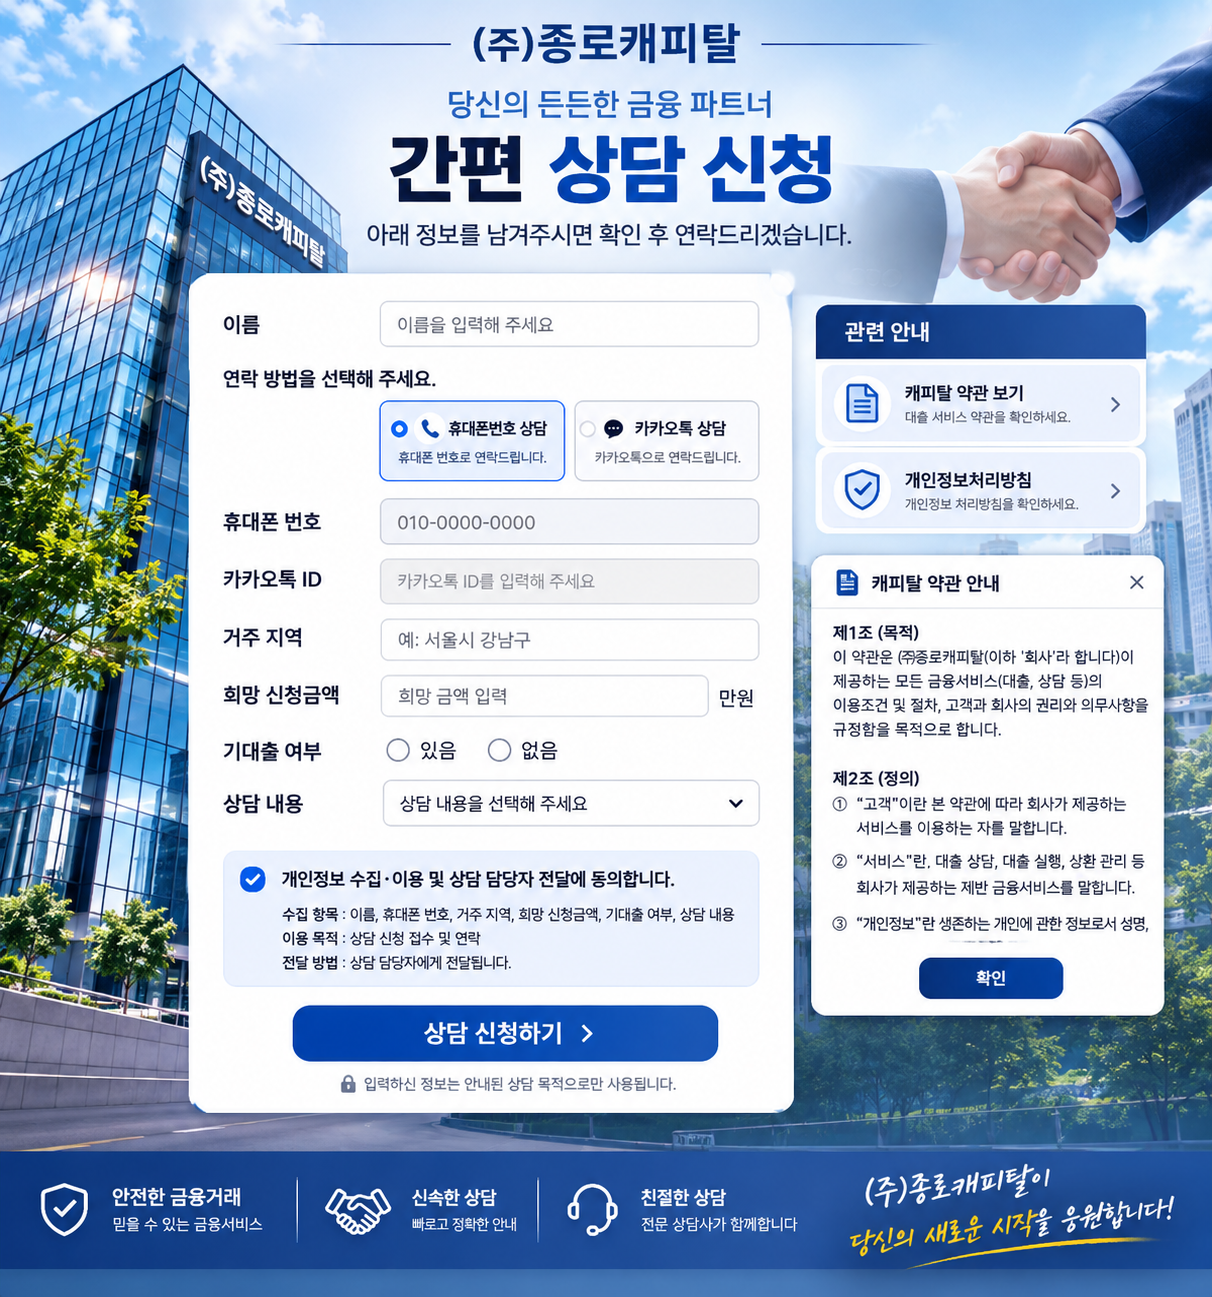 (주)종로캐피탈
당신의 든든한 금융 파트너
간편 상담 신청
아래 정보를 남겨주시면 확인 후 연락드리겠습니다.
(주)종로캐피탈
이름
이름을 입력해 주세요
연락 방법을 선택해 주세요.
휴대폰번호 상담
휴대폰 번호로 연락드립니다.
카카오톡 상담
카카오톡으로 연락드립니다.
휴대폰 번호
010-0000-0000
카카오톡 ID
카카오톡 ID를 입력해 주세요
거주 지역
예: 서울시 강남구
희망 신청금액
희망 금액 입력
만원
기대출 여부
있음
없음
상담 내용
상담 내용을 선택해 주세요
개인정보 수집·이용 및 상담 담당자 전달에 동의합니다.
수집 항목 : 이름, 휴대폰 번호, 거주 지역, 희망 신청금액, 기대출 여부, 상담 내용
이용 목적 : 상담 신청 접수 및 연락
전달 방법 : 상담 담당자에게 전달됩니다.
상담 신청하기
입력하신 정보는 안내된 상담 목적으로만 사용됩니다.
관련 안내
캐피탈 약관 보기
대출 서비스 약관을 확인하세요.
개인정보처리방침
개인정보 처리방침을 확인하세요.
캐피탈 약관 안내
제1조 (목적)
이 약관운 ㈜종로캐피탈(이하 '회사'라 합니다)이
제공하는 모든 금융서비스(대출, 상담 등)의
이용조건 및 절차, 고객과 회사의 권리와 의무사항을
규정함을 목적으로 합니다.
제2조 (정의)
① “고객”이란 본 약관에 따라 회사가 제공하는
서비스를 이용하는 자를 말합니다.
② “서비스”란. 대출 상담, 대출 실행, 상환 관리 등
회사가 제공하는 제반 금융서비스를 말합니다.
③ “개인정보”란 생존하는 개인에 관한 정보로서 성명,
확인
안전한 금융거래
믿을 수 있는 금융서비스
신속한 상담
빠로고 정확한 안내
친절한 상담
전문 상담사가 함께합니다
(주)종로캐피탈이
당신의 새로운 시작을 응원합니다!